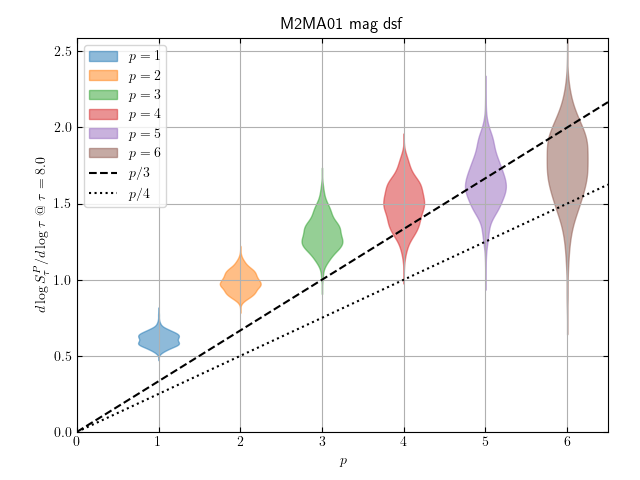 M2MA01 mag dsf
2.5
2.0
1.5
1.0
0.5
0.0
d log S_τ^P / d log τ @ τ = 8.0
p = 1
p = 2
p = 3
p = 4
p = 5
p = 6
p/3
p/4
0 1 2 3 4 5 6
p